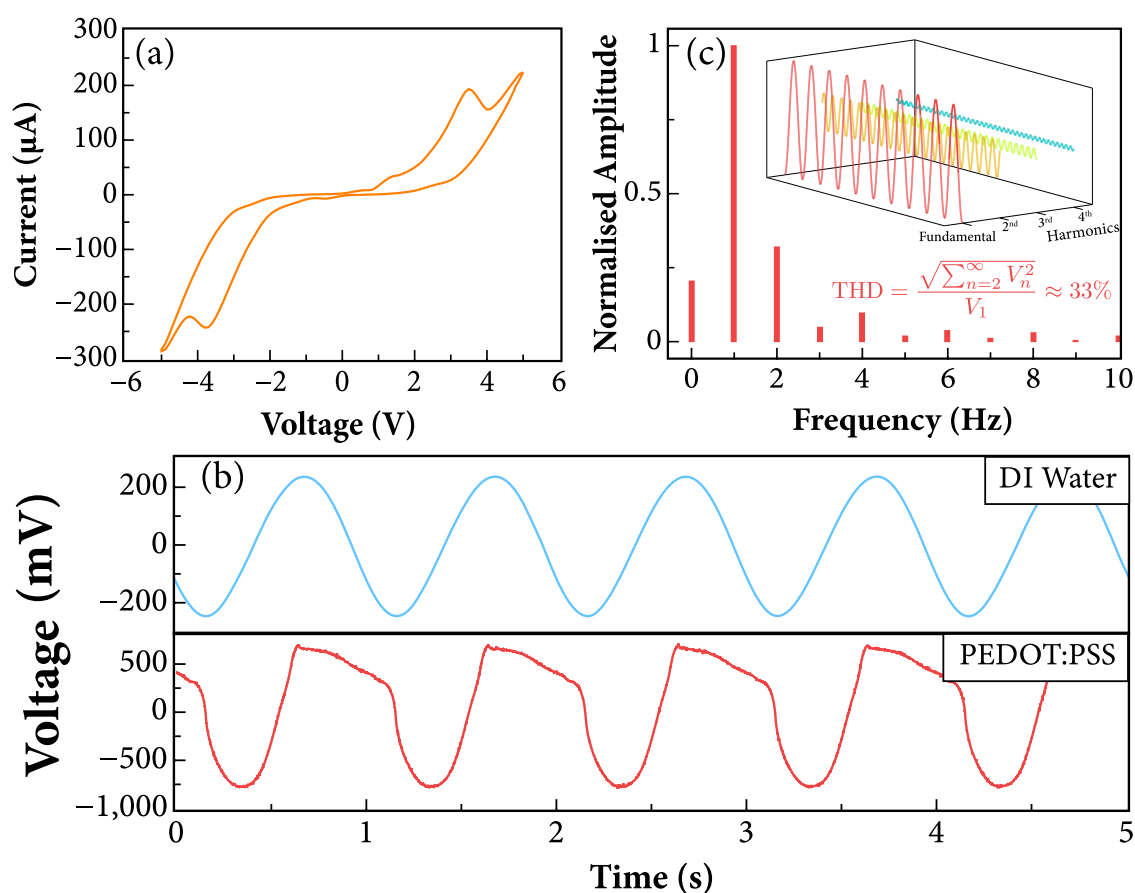 (a)
Current (μA)
300
200
100
0
−100
−200
−300
−6
−4
−2
0
2
4
6
Voltage (V)
(c)
Normalised Amplitude
1
0.5
0
Fundamental
2nd
3rd
4th
Harmonics
THD = √∑∞n=2 V2n / V1 ≈ 33%
0
2
4
6
8
10
Frequency (Hz)
(b)
DI Water
Voltage (mV)
200
0
−200
PEDOT:PSS
500
0
−500
−1,000
0
1
2
3
4
5
Time (s)